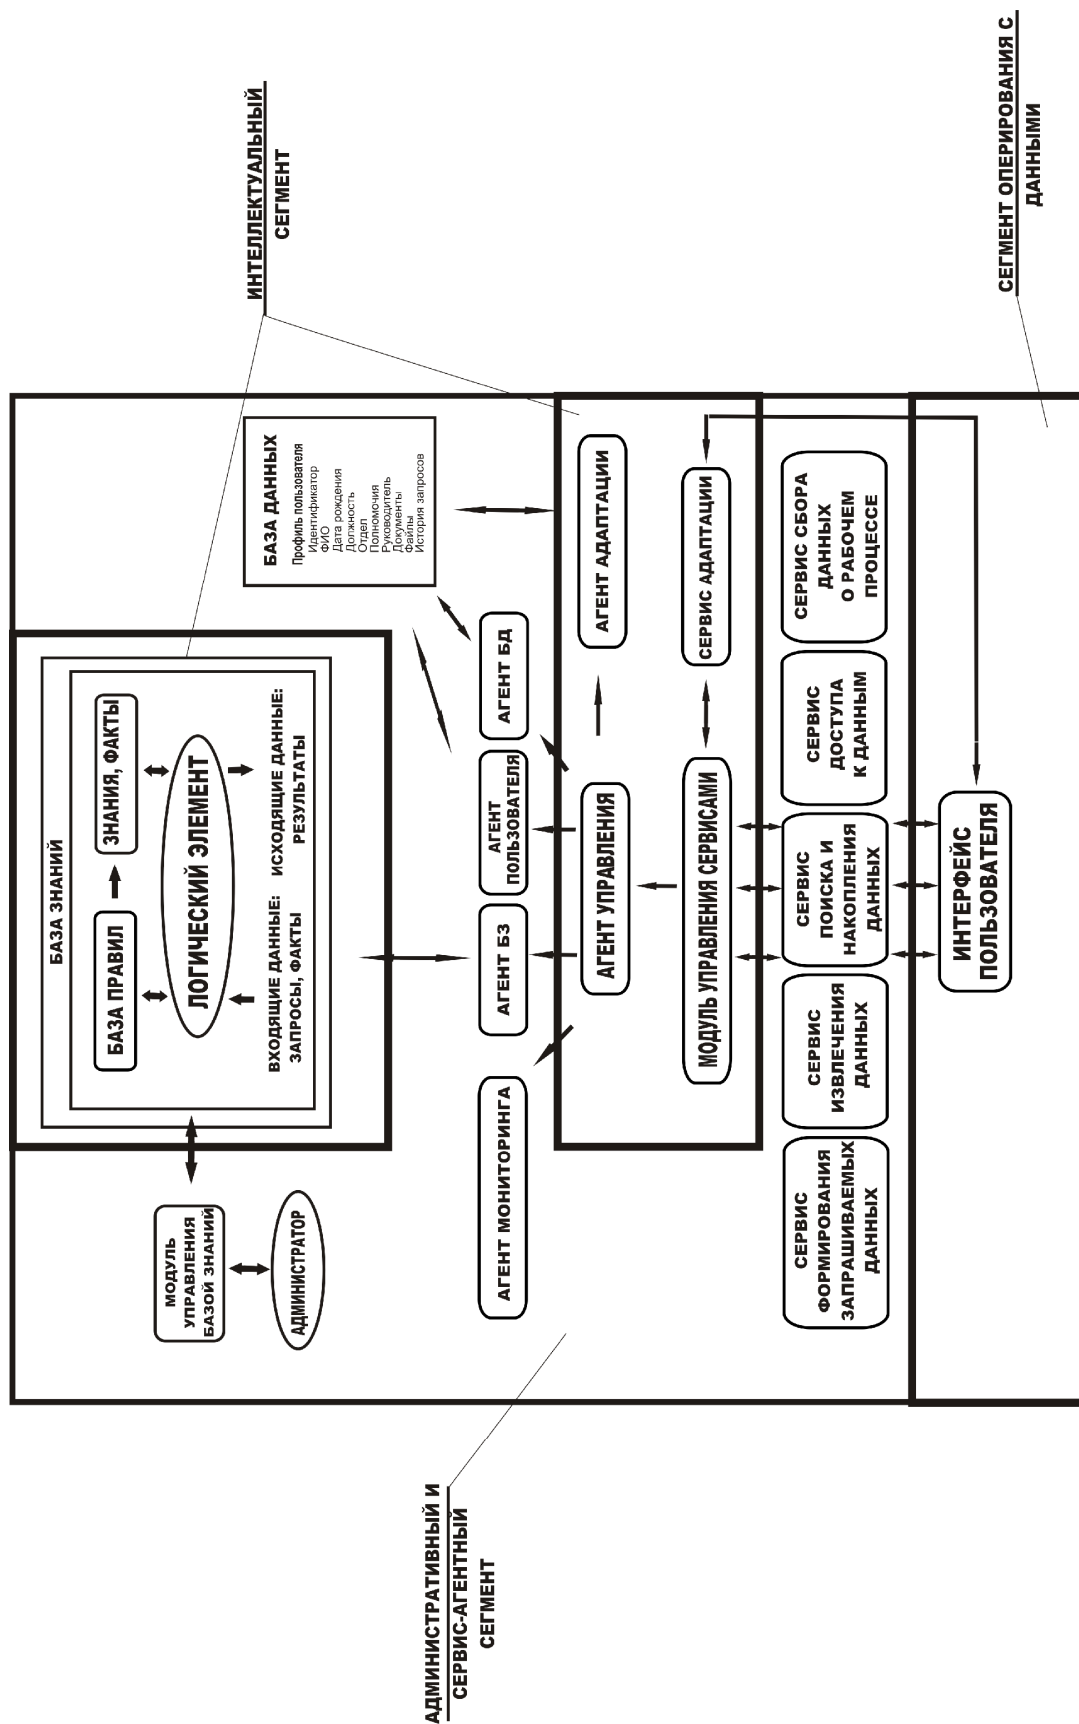 ИНТЕЛЛЕКТУАЛЬНЫЙ
СЕГМЕНТ
СЕГМЕНТ ОПЕРИРОВАНИЯ С
ДАННЫМИ
АДМИНИСТРАТИВНЫЙ И
СЕРВИС-АГЕНТНЫЙ
СЕГМЕНТ
БАЗА ЗНАНИЙ
БАЗА ПРАВИЛ
ЗНАНИЯ, ФАКТЫ
ЛОГИЧЕСКИЙ ЭЛЕМЕНТ
ВХОДЯЩИЕ ДАННЫЕ:
ЗАПРОСЫ, ФАКТЫ
ИСХОДЯЩИЕ ДАННЫЕ:
РЕЗУЛЬТАТЫ
МОДУЛЬ
УПРАВЛЕНИЯ
БАЗОЙ ЗНАНИЙ
АДМИНИСТРАТОР
БАЗА ДАННЫХ
Профиль пользователя
Идентификатор
ФИО
Дата рождения
Должность
Отдел
Полномочия
Руководитель
Документы
Файлы
История запросов
АГЕНТ МОНИТОРИНГА
АГЕНТ БЗ
АГЕНТ
ПОЛЬЗОВАТЕЛЯ
АГЕНТ БД
АГЕНТ УПРАВЛЕНИЯ
АГЕНТ АДАПТАЦИИ
МОДУЛЬ УПРАВЛЕНИЯ СЕРВИСАМИ
СЕРВИС АДАПТАЦИИ
СЕРВИС
ФОРМИРОВАНИЯ
ЗАПРАШИВАЕМЫХ
ДАННЫХ
СЕРВИС
ИЗВЛЕЧЕНИЯ
ДАННЫХ
СЕРВИС
ПОИСКА И
НАКОПЛЕНИЯ
ДАННЫХ
СЕРВИС
ДОСТУПА
К ДАННЫМ
СЕРВИС СБОРА
ДАННЫХ
О РАБОЧЕМ
ПРОЦЕССЕ
ИНТЕРФЕЙС
ПОЛЬЗОВАТЕЛЯ